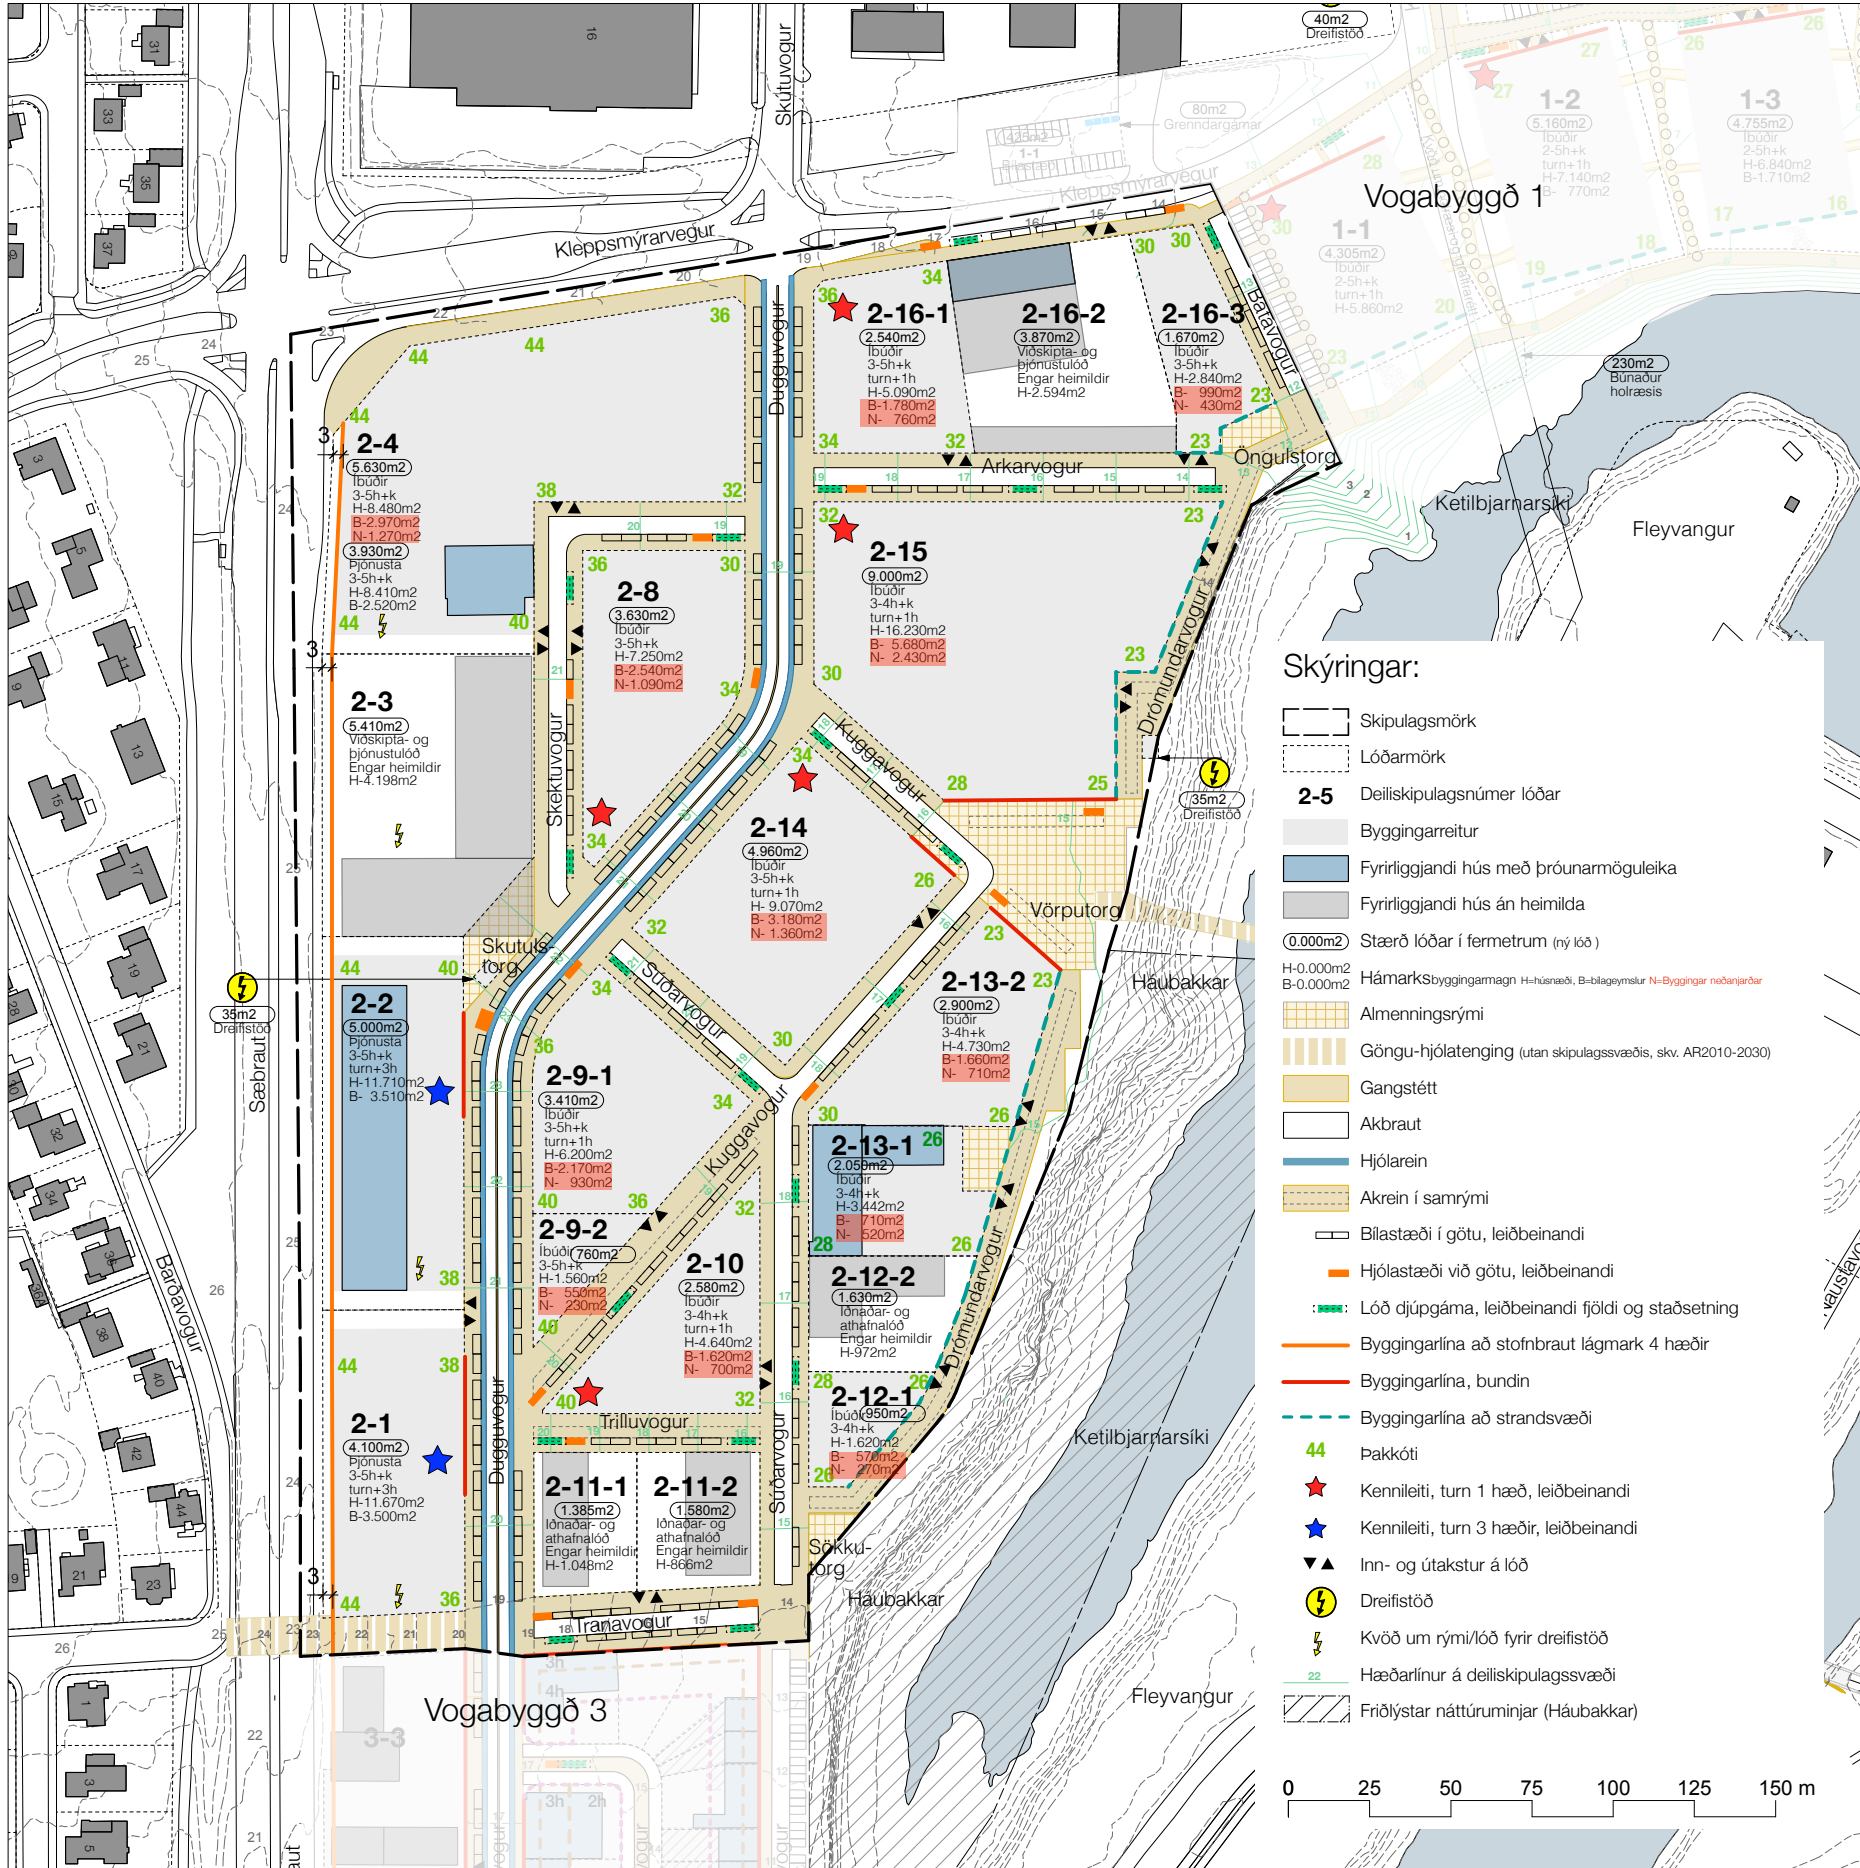 Vogabyggð 1
Vogabyggð 3
Kleppsmýrarvegur
Kleppsmýrarvegur
Skútuvogur
Dugguvogur
Dugguvogur
Bátavogur
Arkarvogur
Öngulstorg
Drómundarvogur
Drómundarvogur
Skektuvogur
Kuggavogur
Kuggavogur
Vörputorg
Skutuls-
torg
Súðarvogur
Súðarvogur
Trilluvogur
Tranavogur
Sökku-
torg
Háubakkar
Háubakkar
Ketilbjarnarsíki
Ketilbjarnarsíki
Fleyvangur
Fleyvangur
Sæbraut
Barðavogur
40m2
Dreifistöð
80m2
Grenndargámar
1-1
1-2
5.160m2
Íbúðir
2-5h+k
turn+1h
H-7.140m2
B- 770m2
1-3
4.755m2
Íbúðir
2-5h+k
H-6.840m2
B-1.710m2
1-1
4.305m2
Íbúðir
2-5h+k
turn+1h
H-5.860m2
230m2
Búnaður
holræsis
2-16-1
2.540m2
Íbúðir
3-5h+k
turn+1h
H-5.090m2
B-1.780m2
N- 760m2
2-16-2
3.870m2
Viðskipta- og
þjónustulóð
Engar heimildir
H-2.594m2
2-16-3
1.670m2
Íbúðir
3-5h+k
H-2.840m2
B- 990m2
N- 430m2
2-4
5.630m2
Íbúðir
3-5h+k
H-8.480m2
B-2.970m2
N-1.270m2
3.930m2
Þjónusta
3-5h+k
H-8.410m2
B-2.520m2
2-8
3.630m2
Íbúðir
3-5h+k
H-7.250m2
B-2.540m2
N-1.090m2
2-15
9.000m2
Íbúðir
3-4h+k
turn+1h
H-16.230m2
B- 5.680m2
N- 2.430m2
2-3
5.410m2
Viðskipta- og
þjónustulóð
Engar heimildir
H-4.198m2
2-14
4.960m2
Íbúðir
3-5h+k
turn+1h
H- 9.070m2
B- 3.180m2
N- 1.360m2
35m2
Dreifistöð
35m2
Dreifistöð
2-2
5.000m2
Þjónusta
3-5h+k
turn+3h
H-11.710m2
B- 3.510m2
2-13-2
2.900m2
Íbúðir
3-4h+k
H-4.730m2
B-1.660m2
N- 710m2
2-9-1
3.410m2
Íbúðir
3-5h+k
turn+1h
H-6.200m2
B-2.170m2
N- 930m2
2-13-1
2.050m2
Íbúðir
3-4h+k
H-3.442m2
B- 710m2
N- 520m2
2-9-2
Íbúðir 760m2
3-5h+k
H-1.560m2
B- 550m2
N- 230m2
2-10
2.580m2
Íbúðir
3-4h+k
turn+1h
H-4.640m2
B-1.620m2
N- 700m2
2-12-2
1.630m2
Iðnaðar- og
athafnalóð
Engar heimildir
H-972m2
2-12-1
Íbúðir 950m2
3-4h+k
H-1.620m2
B- 570m2
N- 270m2
2-1
4.100m2
Þjónusta
3-5h+k
turn+3h
H-11.670m2
B-3.500m2
2-11-1
1.385m2
Iðnaðar- og
athafnalóð
Engar heimildir
H-1.048m2
2-11-2
1.580m2
Iðnaðar- og
athafnalóð
Engar heimildir
H-866m2
3-3
Skýringar:
Skipulagsmörk
Lóðarmörk
2-5 Deiliskipulagsnúmer lóðar
Byggingarreitur
Fyrirliggjandi hús með þróunarmöguleika
Fyrirliggjandi hús án heimilda
0.000m2 Stærð lóðar í fermetrum (ný lóð )
H-0.000m2
B-0.000m2
Hámarksbyggingarmagn H=húsnæði, B=bílageymslur N=Byggingar neðanjarðar
Almenningsrými
Göngu-hjólatenging (utan skipulagssvæðis, skv. AR2010-2030)
Gangstétt
Akbraut
Hjólarein
Akrein í samrými
Bílastæði í götu, leiðbeinandi
Hjólastæði við götu, leiðbeinandi
Lóð djúpgáma, leiðbeinandi fjöldi og staðsetning
Byggingarlína að stofnbraut lágmark 4 hæðir
Byggingarlína, bundin
Byggingarlína að strandsvæði
44 Þakkóti
Kennileiti, turn 1 hæð, leiðbeinandi
Kennileiti, turn 3 hæðir, leiðbeinandi
Inn- og útakstur á lóð
Dreifistöð
Kvöð um rými/lóð fyrir dreifistöð
22 Hæðarlínur á deiliskipulagssvæði
Friðlýstar náttúruminjar (Háubakkar)
0 25 50 75 100 125 150 m